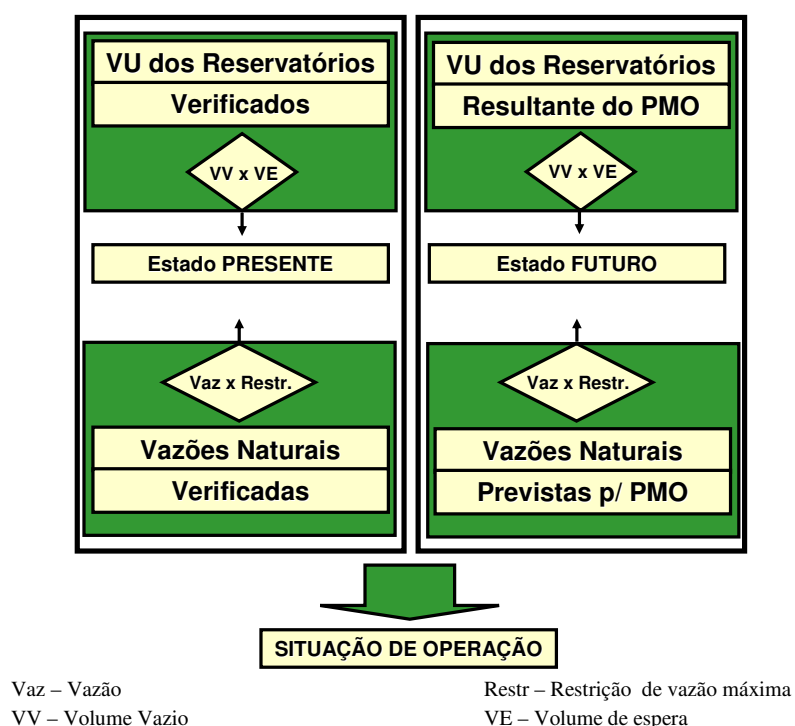 VU dos Reservatórios
Verificados
VV x VE
Estado PRESENTE
Vaz x Restr.
Vazões Naturais
Verificadas
VU dos Reservatórios
Resultante do PMO
VV x VE
Estado FUTURO
Vaz x Restr.
Vazões Naturais
Previstas p/ PMO
SITUAÇÃO DE OPERAÇÃO
Vaz – Vazão
Restr – Restrição de vazão máxima
VV – Volume Vazio
VE – Volume de espera